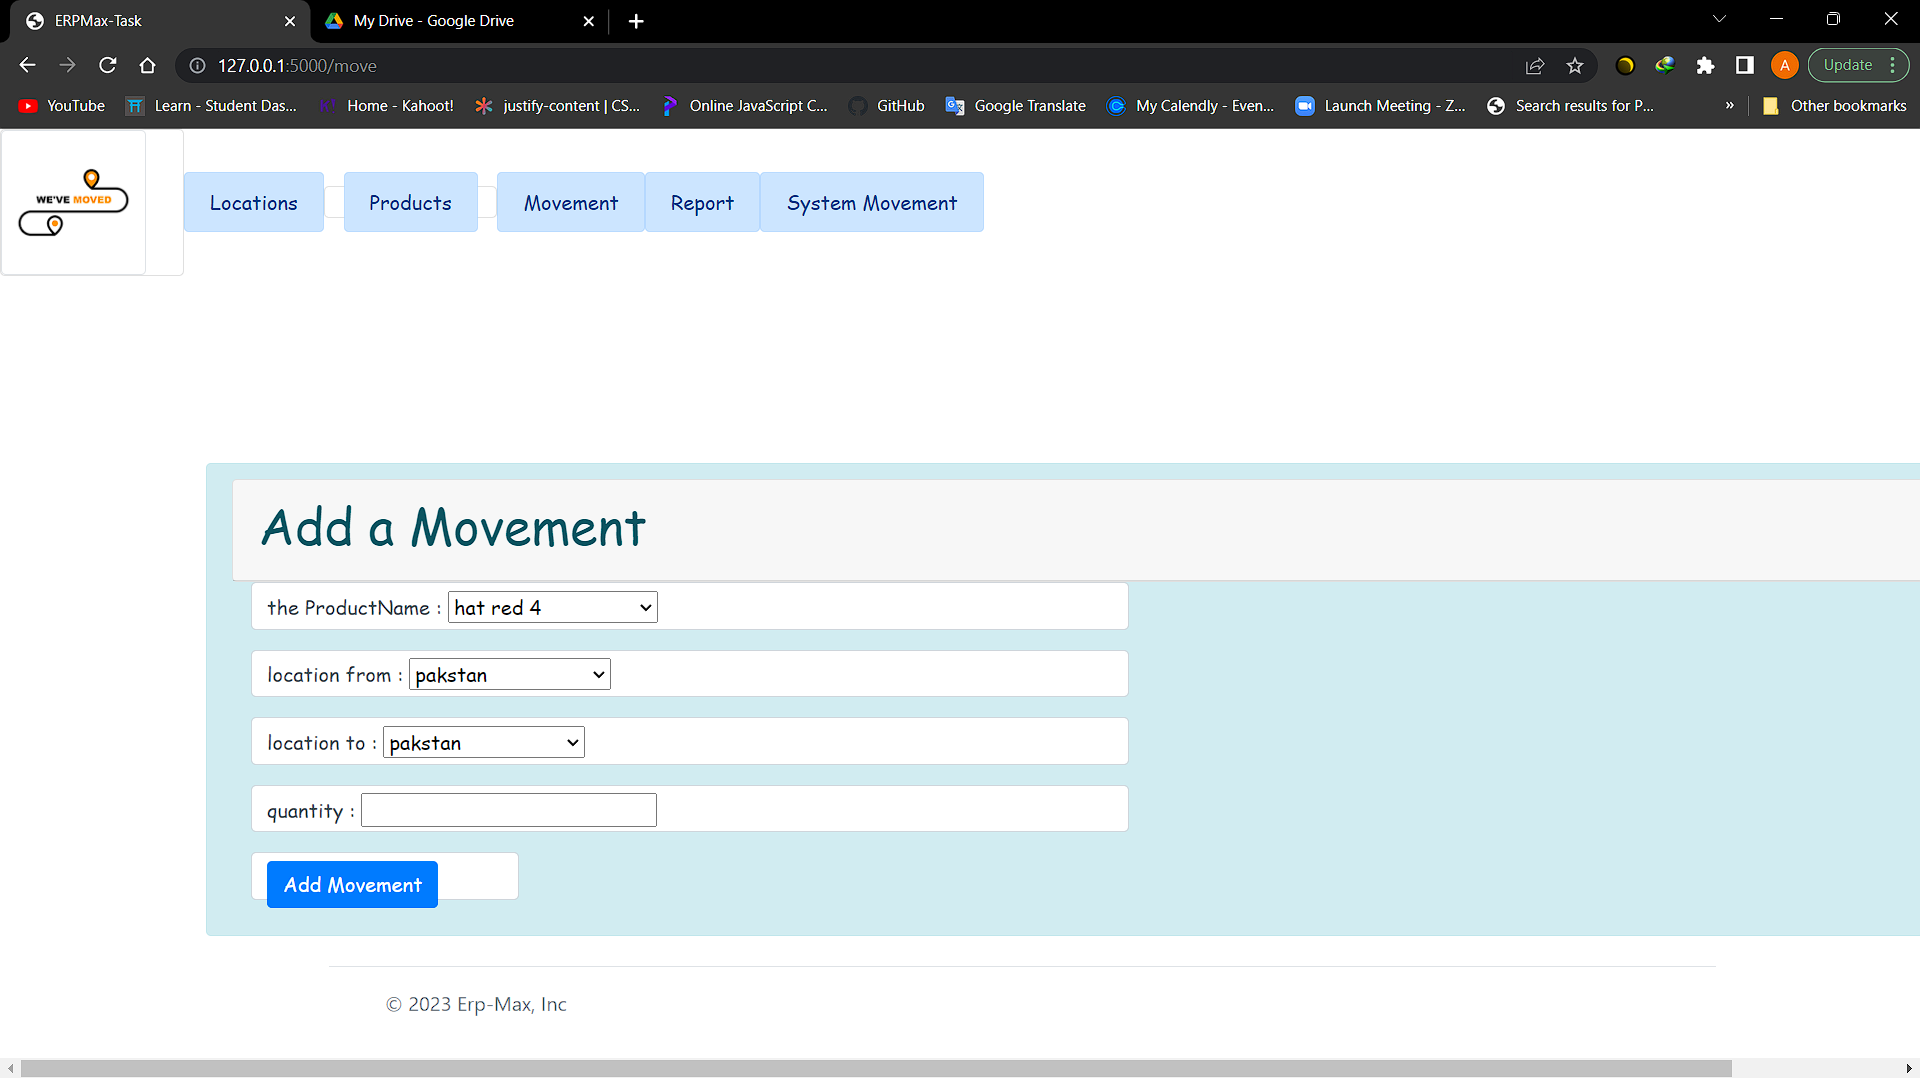 ERPMax-Task
My Drive - Google Drive
127.0.0.1:5000/move
A
Update
YouTube
Learn - Student Das...
Home - Kahoot!
justify-content | CS...
Online JavaScript C...
GitHub
Google Translate
My Calendly - Even...
Launch Meeting - Z...
Search results for P...
»
Other bookmarks
WE'VE MOVED
Locations
Products
Movement
Report
System Movement
Add a Movement
the ProductName : hat red 4
location from : pakstan
location to : pakstan
quantity :
Add Movement
© 2023 Erp-Max, Inc